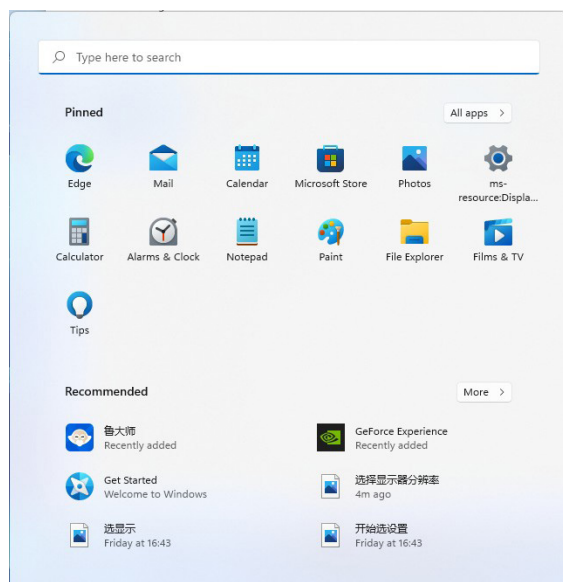 Type here to search
Pinned
All apps >
Edge
Mail
Calendar
Microsoft Store
Photos
ms-
resource:Displa...
Calculator
Alarms & Clock
Notepad
Paint
File Explorer
Films & TV
Tips
Recommended
More >
鲁大师
Recently added
GeForce Experience
Recently added
Get Started
Welcome to Windows
选择显示器分辨率
4m ago
选显示
Friday at 16:43
开始选设置
Friday at 16:43